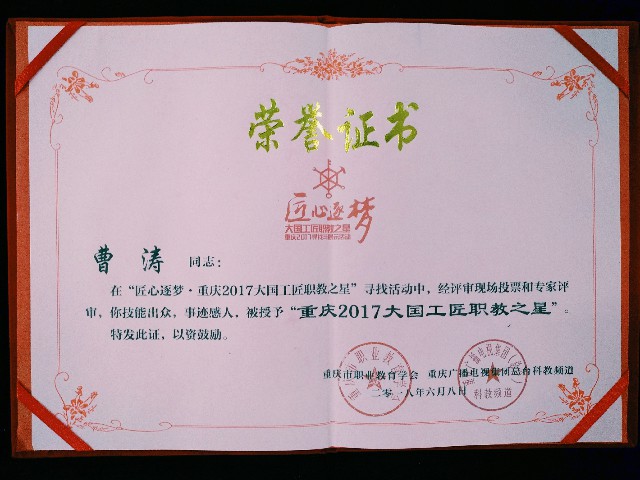 荣誉证书
匠心逐梦
大国工匠职教之星
曹涛 同志：
在“匠心逐梦·重庆2017大国工匠职教之星”寻找活动中，经评审现场投票和专家评
审，你技能出众，事迹感人，被授予“重庆2017大国工匠职教之星”。
特发此证，以资鼓励。
重庆市职业教育学会 重庆广播电视集团总台科教频道
二〇一八年六月八日
科教频道